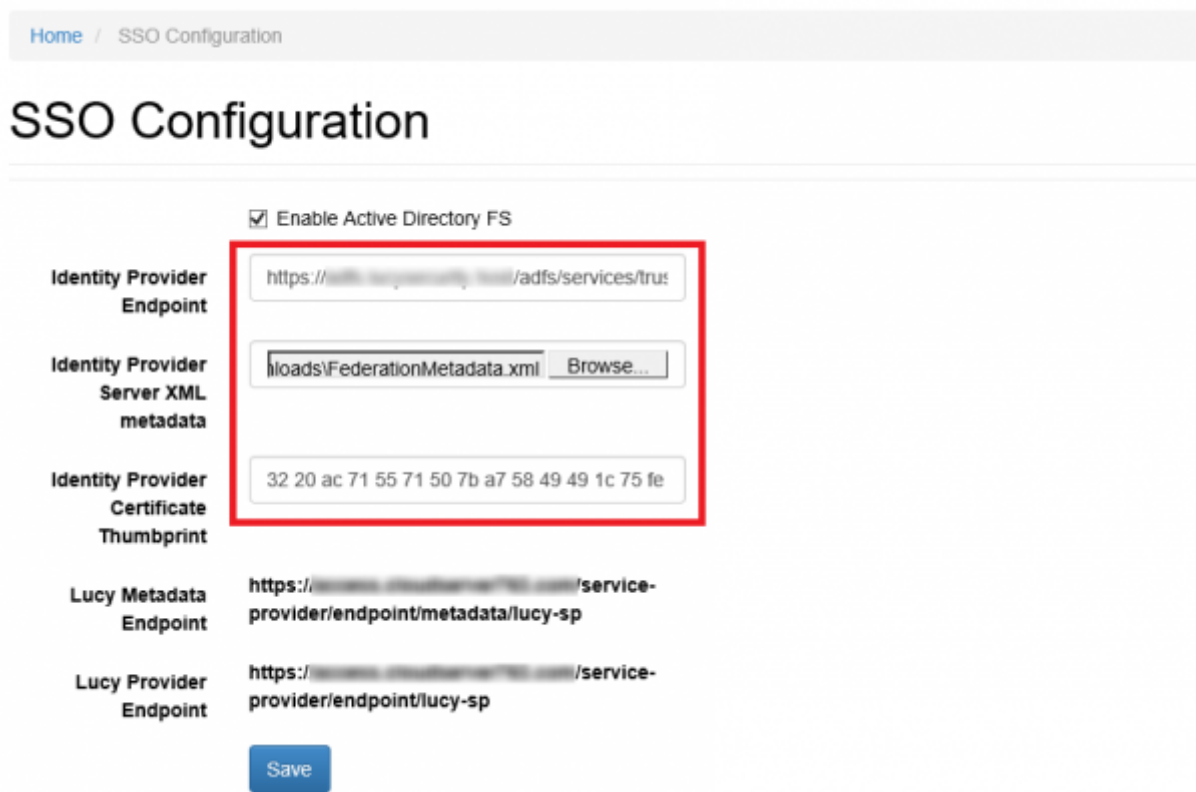 Home / SSO Configuration
SSO Configuration
Enable Active Directory FS
Identity Provider
Endpoint
https:// /adfs/services/trus
Identity Provider
Server XML
metadata
nloads\FederationMetadata.xml Browse...
Identity Provider
Certificate
Thumbprint
32 20 ac 71 55 71 50 7b a7 58 49 49 1c 75 fe
Lucy Metadata
Endpoint
https:// /service-
provider/endpoint/metadata/lucy-sp
Lucy Provider
Endpoint
https:/ /service-
provider/endpoint/lucy-sp
Save